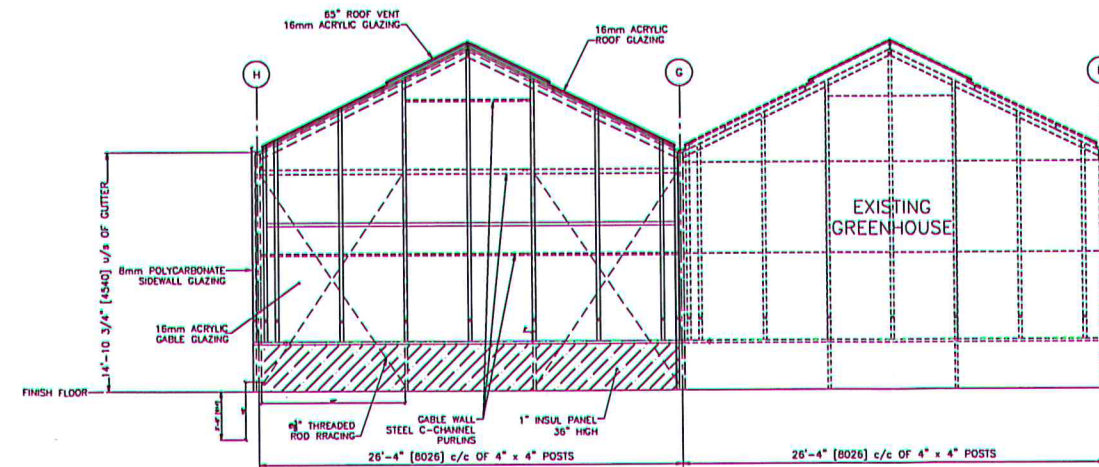 65" ROOF VENT
16mm ACRYLIC GLAZING
16mm ACRYLIC
ROOF GLAZING
H
G
EXISTING
GREENHOUSE
14'-10 3/4" [4540] u/s OF GUTTER
8mm POLYCARBONATE
SIDEWALL GLAZING
16mm ACRYLIC
GABLE GLAZING
FINISH FLOOR
THREADED
ROD RRACING
GABLE WALL
STEEL C-CHANNEL
PURLINS
1" INSUL PANEL
36" HIGH
26'-4" [8026] c/c OF 4" x 4" POSTS
26'-4" [8026] c/c OF 4" x 4" POSTS